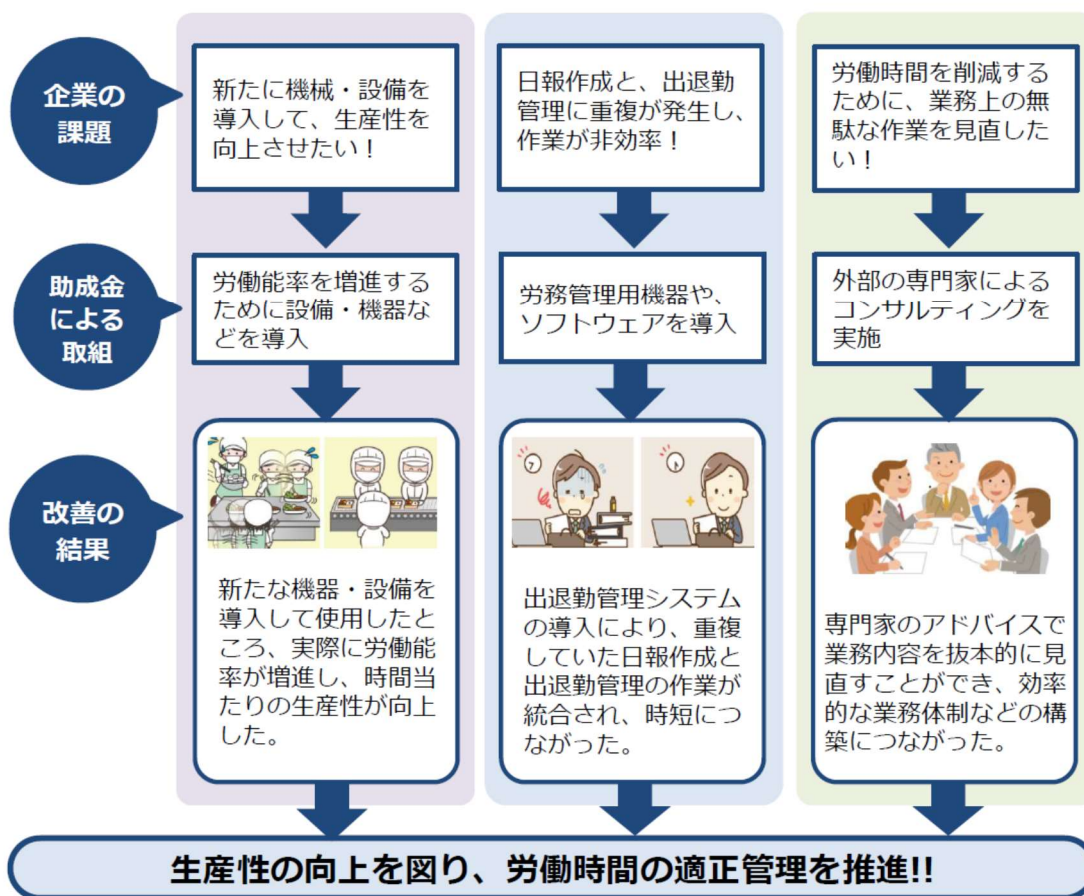 企業の
課題
新たに機械・設備を
導入して、生産性を
向上させたい！
日報作成と、出退勤
管理に重複が発生し、
作業が非効率！
労働時間を削減する
ために、業務上の無
駄な作業を見直した
い！
助成金
による
取組
労働能率を増進する
ために設備・機器な
どを導入
労務管理用機器や、
ソフトウェアを導入
外部の専門家による
コンサルティングを
実施
改善の
結果
新たな機器・設備を
導入して使用したと
ころ、実際に労働能
率が増進し、時間当
たりの生産性が向上
した。
出退勤管理システム
の導入により、重複
していた日報作成と
出退勤管理の作業が
統合され、時短につ
ながった。
専門家のアドバイスで
業務内容を抜本的に見
直すことができ、効率
的な業務体制などの構
築につながった。
生産性の向上を図り、労働時間の適正管理を推進!!